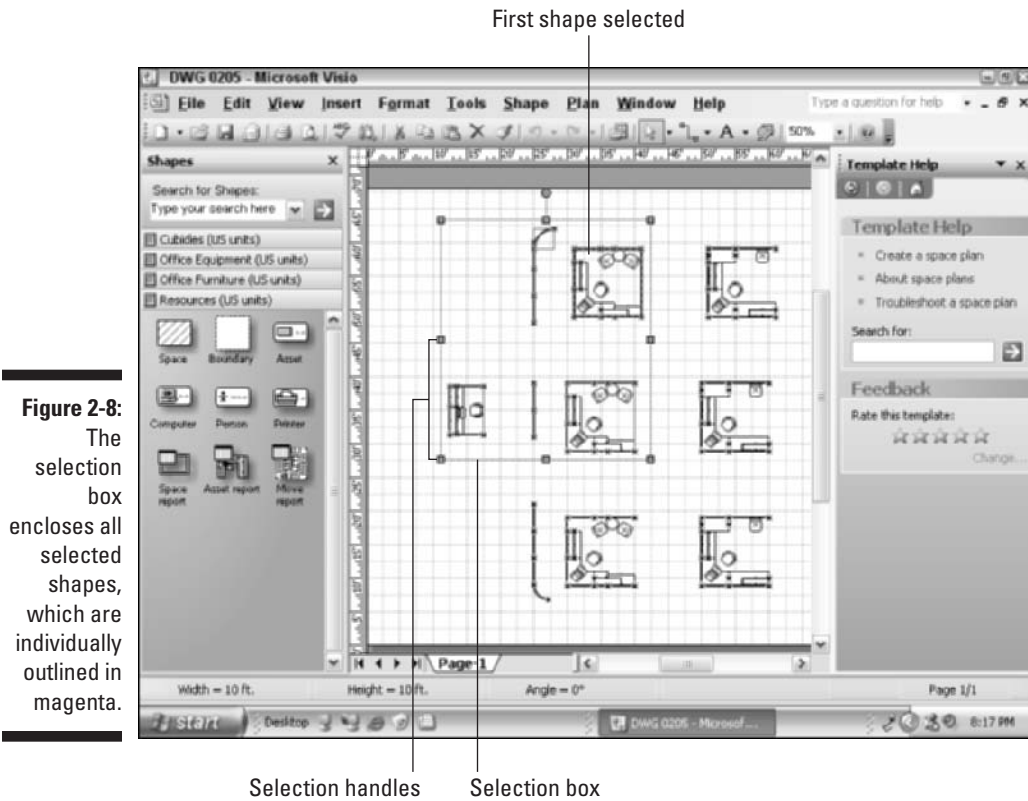 First shape selected
DWG 0205 - Microsoft Visio
File Edit View Insert Format Tools Shape Plan Window Help
Type a question for help
50%
Shapes
Search for Shapes:
Type your search here
Cubicles (US units)
Office Equipment (US units)
Office Furniture (US units)
Resources (US units)
Space Boundary Asset
Computer Person Printer
Space report Asset report Move report
Template Help
Template Help
Create a space plan
About space plans
Troubleshoot a space plan
Search for:
Feedback
Rate this template:
Change...
Page-1
Width = 10 ft. Height = 10 ft. Angle = 0° Page 1/1
start Desktop DWG 0205 - Microsof... 8:17 PM
Selection handles Selection box
Figure 2-8:
The
selection
box
encloses all
selected
shapes,
which are
individually
outlined in
magenta.